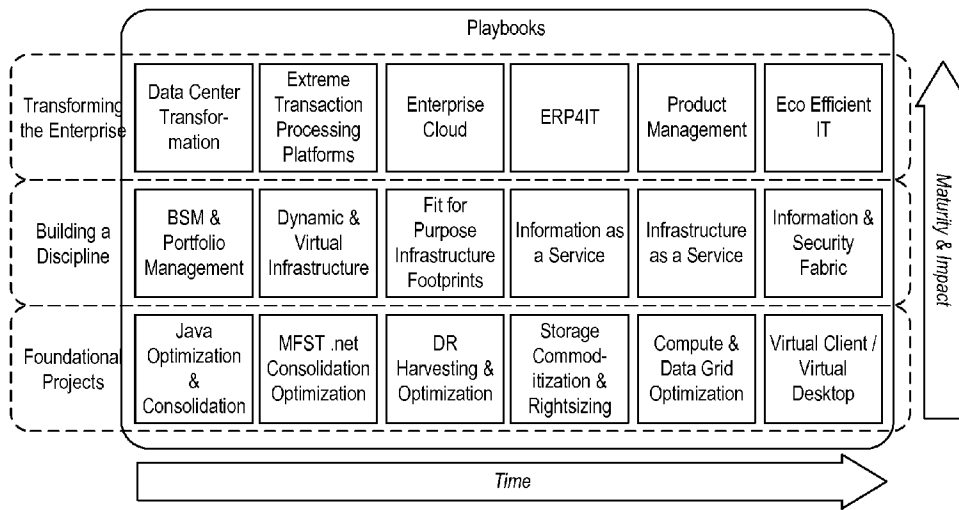 Playbooks
Transforming
the Enterprise
Data Center
Transfor-
mation
Extreme
Transaction
Processing
Platforms
Enterprise
Cloud
ERP4IT
Product
Management
Eco Efficient
IT
Building a
Discipline
BSM &
Portfolio
Management
Dynamic &
Virtual
Infrastructure
Fit for
Purpose
Infrastructure
Footprints
Information as
a Service
Infrastructure
as a Service
Information &
Security
Fabric
Foundational
Projects
Java
Optimization
&
Consolidation
MFST .net
Consolidation
Optimization
DR
Harvesting &
Optimization
Storage
Commod-
itization &
Rightsizing
Compute &
Data Grid
Optimization
Virtual Client /
Virtual
Desktop
Maturity & Impact
Time